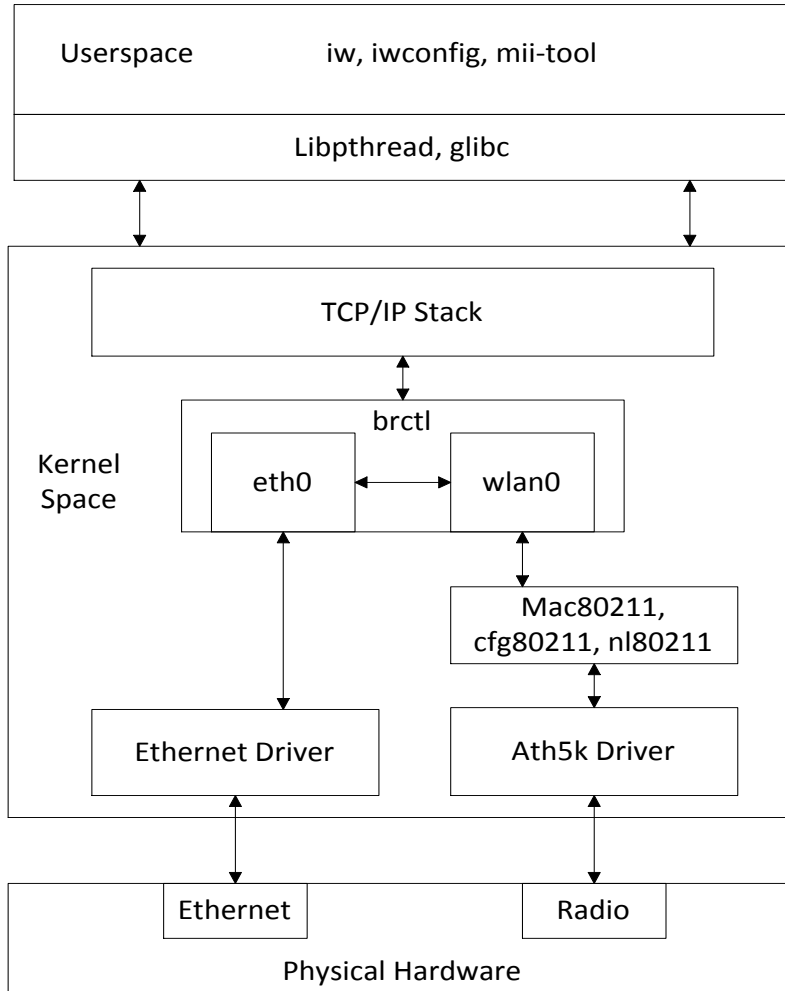 Userspace iw, iwconfig, mii-tool
Libpthread, glibc
TCP/IP Stack
brctl
eth0 wlan0
Kernel
Space
Mac80211,
cfg80211, nl80211
Ethernet Driver Ath5k Driver
Ethernet Radio
Physical Hardware